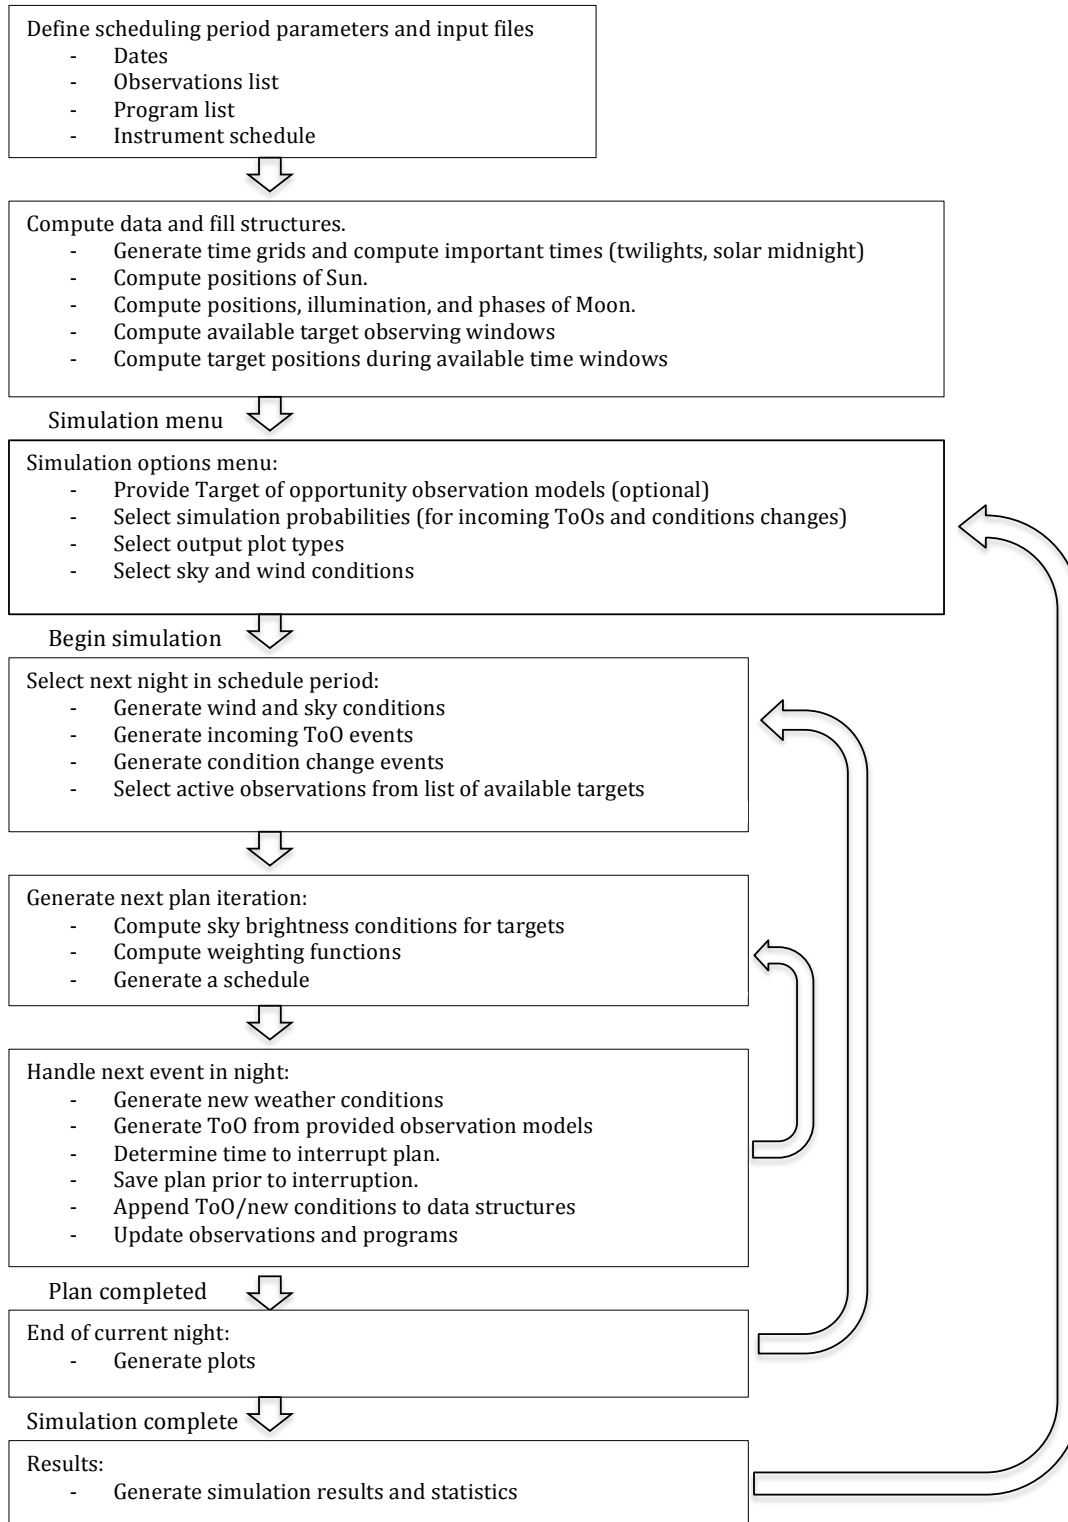 Define scheduling period parameters and input files
- Dates
- Observations list
- Program list
- Instrument schedule
Compute data and fill structures.
- Generate time grids and compute important times (twilights, solar midnight)
- Compute positions of Sun.
- Compute positions, illumination, and phases of Moon.
- Compute available target observing windows
- Compute target positions during available time windows
Simulation menu
Simulation options menu:
- Provide Target of opportunity observation models (optional)
- Select simulation probabilities (for incoming ToOs and conditions changes)
- Select output plot types
- Select sky and wind conditions
Begin simulation
Select next night in schedule period:
- Generate wind and sky conditions
- Generate incoming ToO events
- Generate condition change events
- Select active observations from list of available targets
Generate next plan iteration:
- Compute sky brightness conditions for targets
- Compute weighting functions
- Generate a schedule
Handle next event in night:
- Generate new weather conditions
- Generate ToO from provided observation models
- Determine time to interrupt plan.
- Save plan prior to interruption.
- Append ToO/new conditions to data structures
- Update observations and programs
Plan completed
End of current night:
- Generate plots
Simulation complete
Results:
- Generate simulation results and statistics